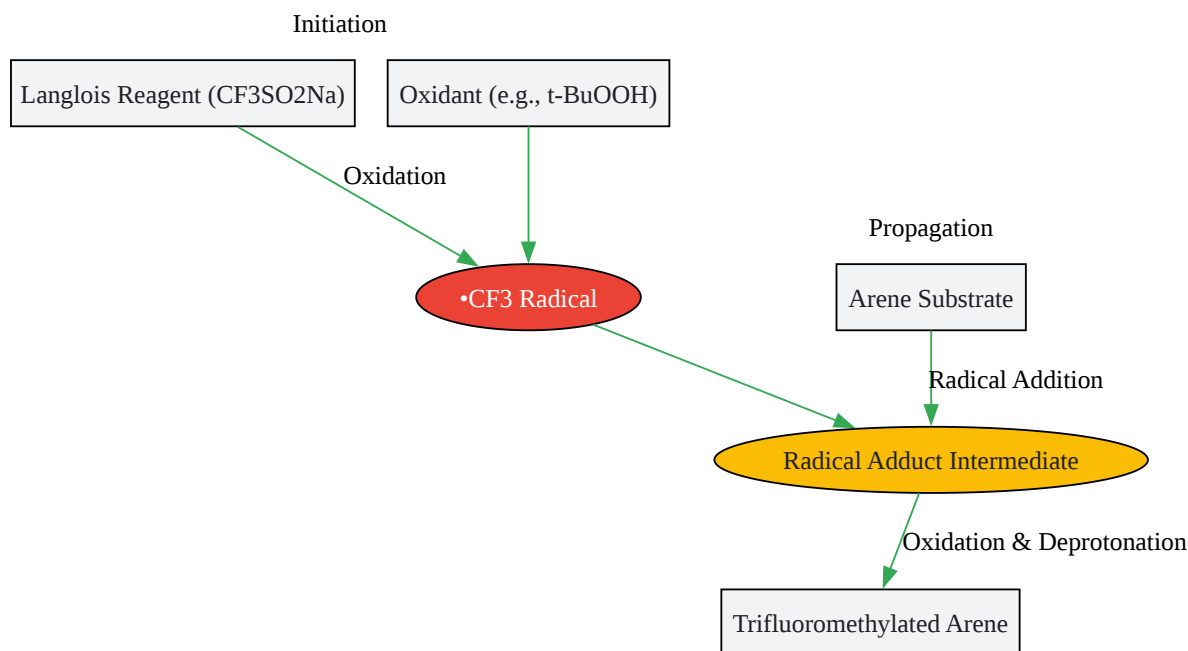 Initiation
Langlois Reagent (CF3SO2Na)
Oxidant (e.g., t-BuOOH)
Oxidation
Propagation
•CF3 Radical
Arene Substrate
Radical Addition
Radical Adduct Intermediate
Oxidation & Deprotonation
Trifluoromethylated Arene